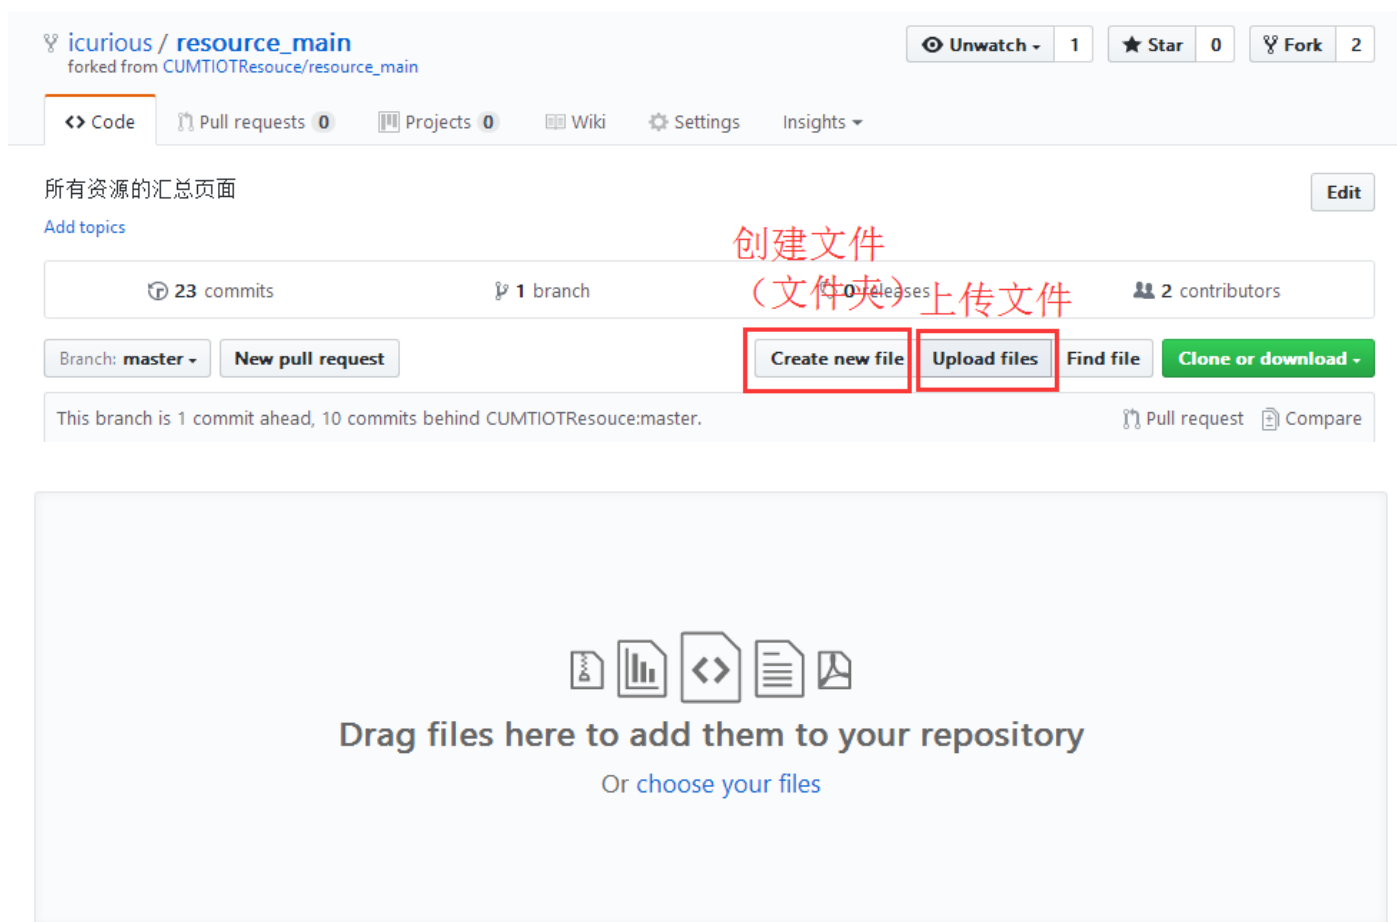 icurious / resource_main
Unwatch 1 Star 0 Fork 2
forked from CUMTIOTResouce/resource_main
Code Pull requests 0 Projects 0 Wiki Settings Insights
所有资源的汇总页面
Edit
Add topics
创建文件
（文件夹）
上传文件
23 commits 1 branch 0 releases 2 contributors
Branch: master New pull request Create new file Upload files Find file Clone or download
This branch is 1 commit ahead, 10 commits behind CUMTIOTResouce:master. Pull request Compare
Drag files here to add them to your repository
Or choose your files